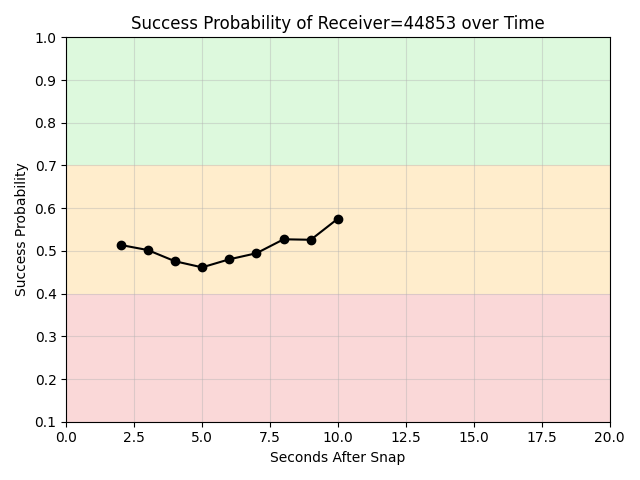 Success Probability of Receiver=44853 over Time
1.0
0.9
0.8
0.7
0.6
0.5
0.4
0.3
0.2
0.1
Success Probability
0.0 2.5 5.0 7.5 10.0 12.5 15.0 17.5 20.0
Seconds After Snap